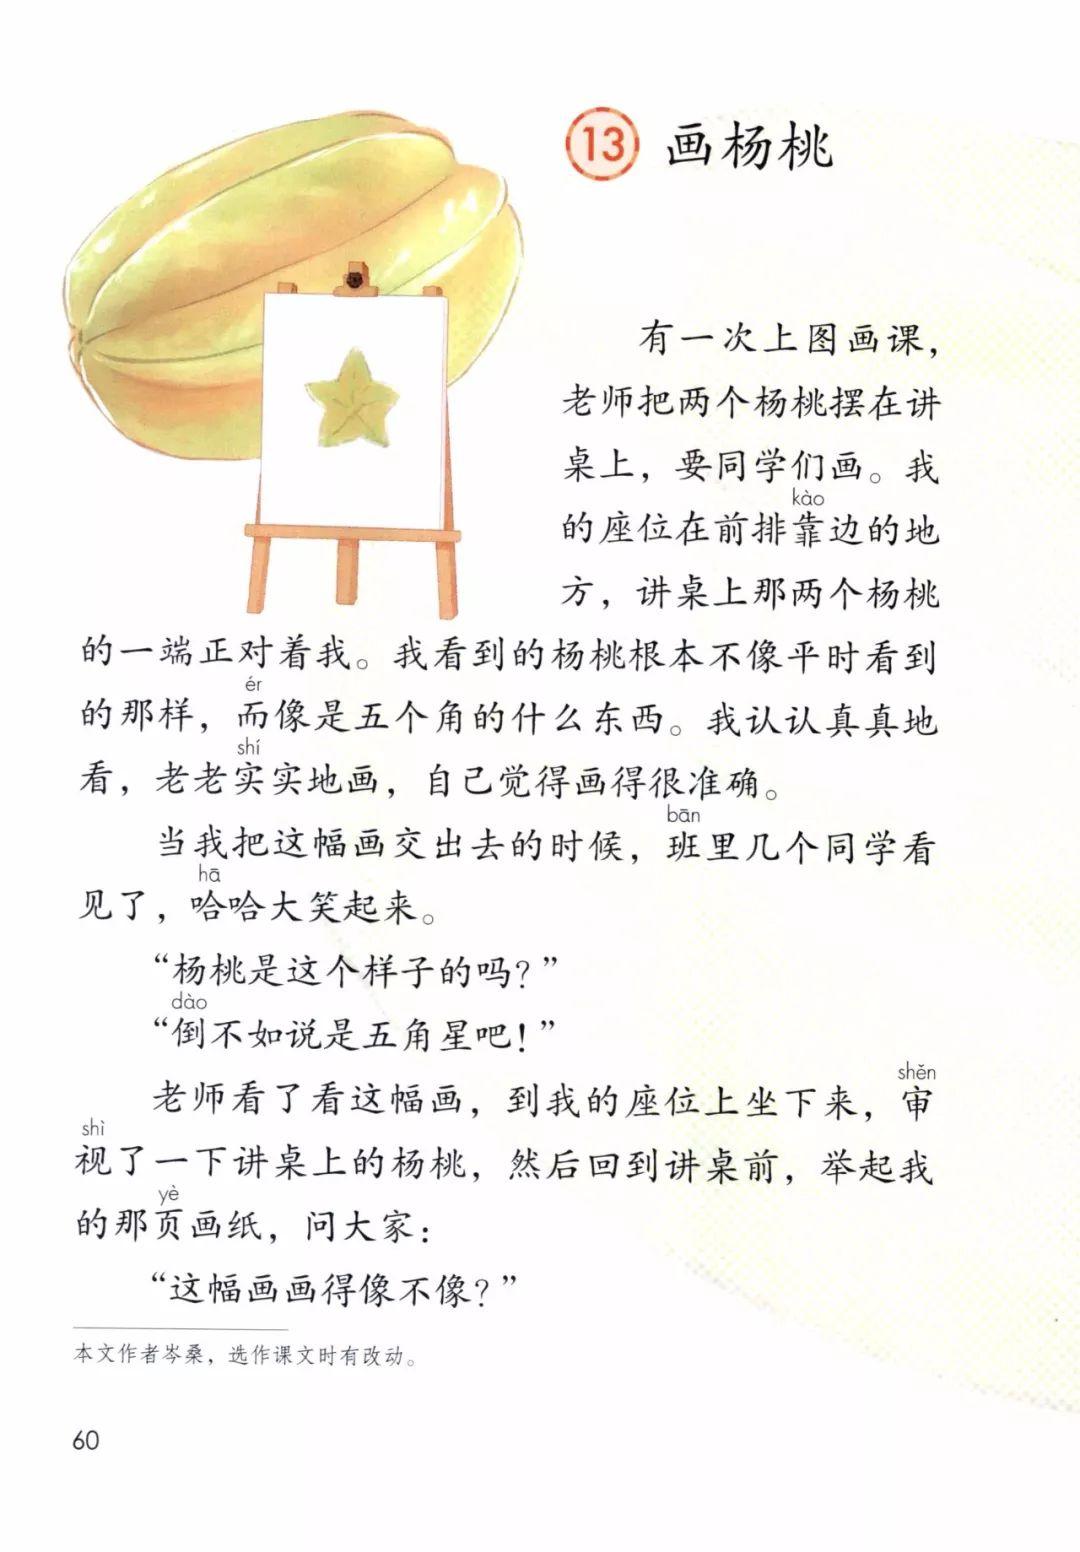 13 画杨桃
有一次上图画课，
老师把两个杨桃摆在讲
桌上，要同学们画。我
kào
的座位在前排靠边的地
方，讲桌上那两个杨桃
的一端正对着我。我看到的杨桃根本不像平时看到
ér
的那样，而像是五个角的什么东西。我认认真真地
shí
看，老老实实地画，自己觉得画得很准确。
bān
当我把这幅画交出去的时候，班里几个同学看
hā
见了，哈哈大笑起来。
“杨桃是这个样子的吗？”
dào
“倒不如说是五角星吧！”
shěn
老师看了看这幅画，到我的座位上坐下来，审
shì
视了一下讲桌上的杨桃，然后回到讲桌前，举起我
yè
的那页画纸，问大家：
“这幅画画得像不像？”
本文作者岑桑，选作课文时有改动。
60